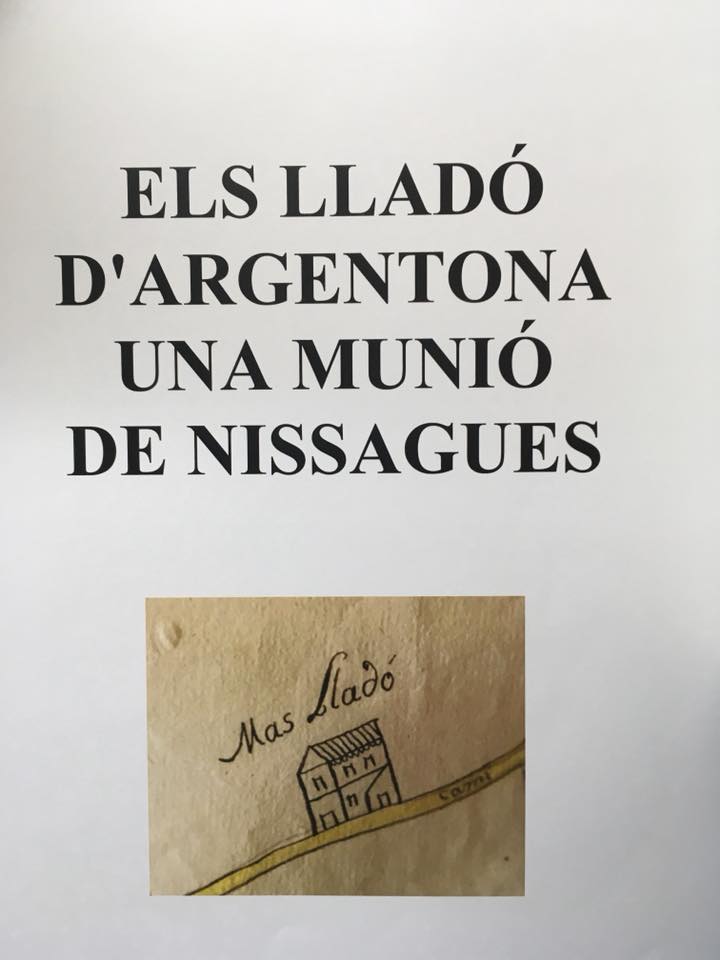 ELS LLADÓ
D'ARGENTONA
UNA MUNIÓ
DE NISSAGUES
Mas Lladó
camí